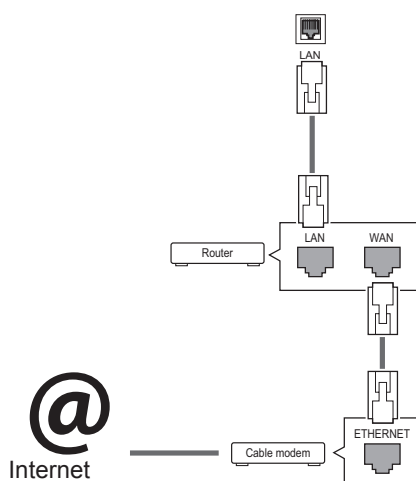 LAN
LAN WAN
Router
ETHERNET
@
Cable modem
Internet